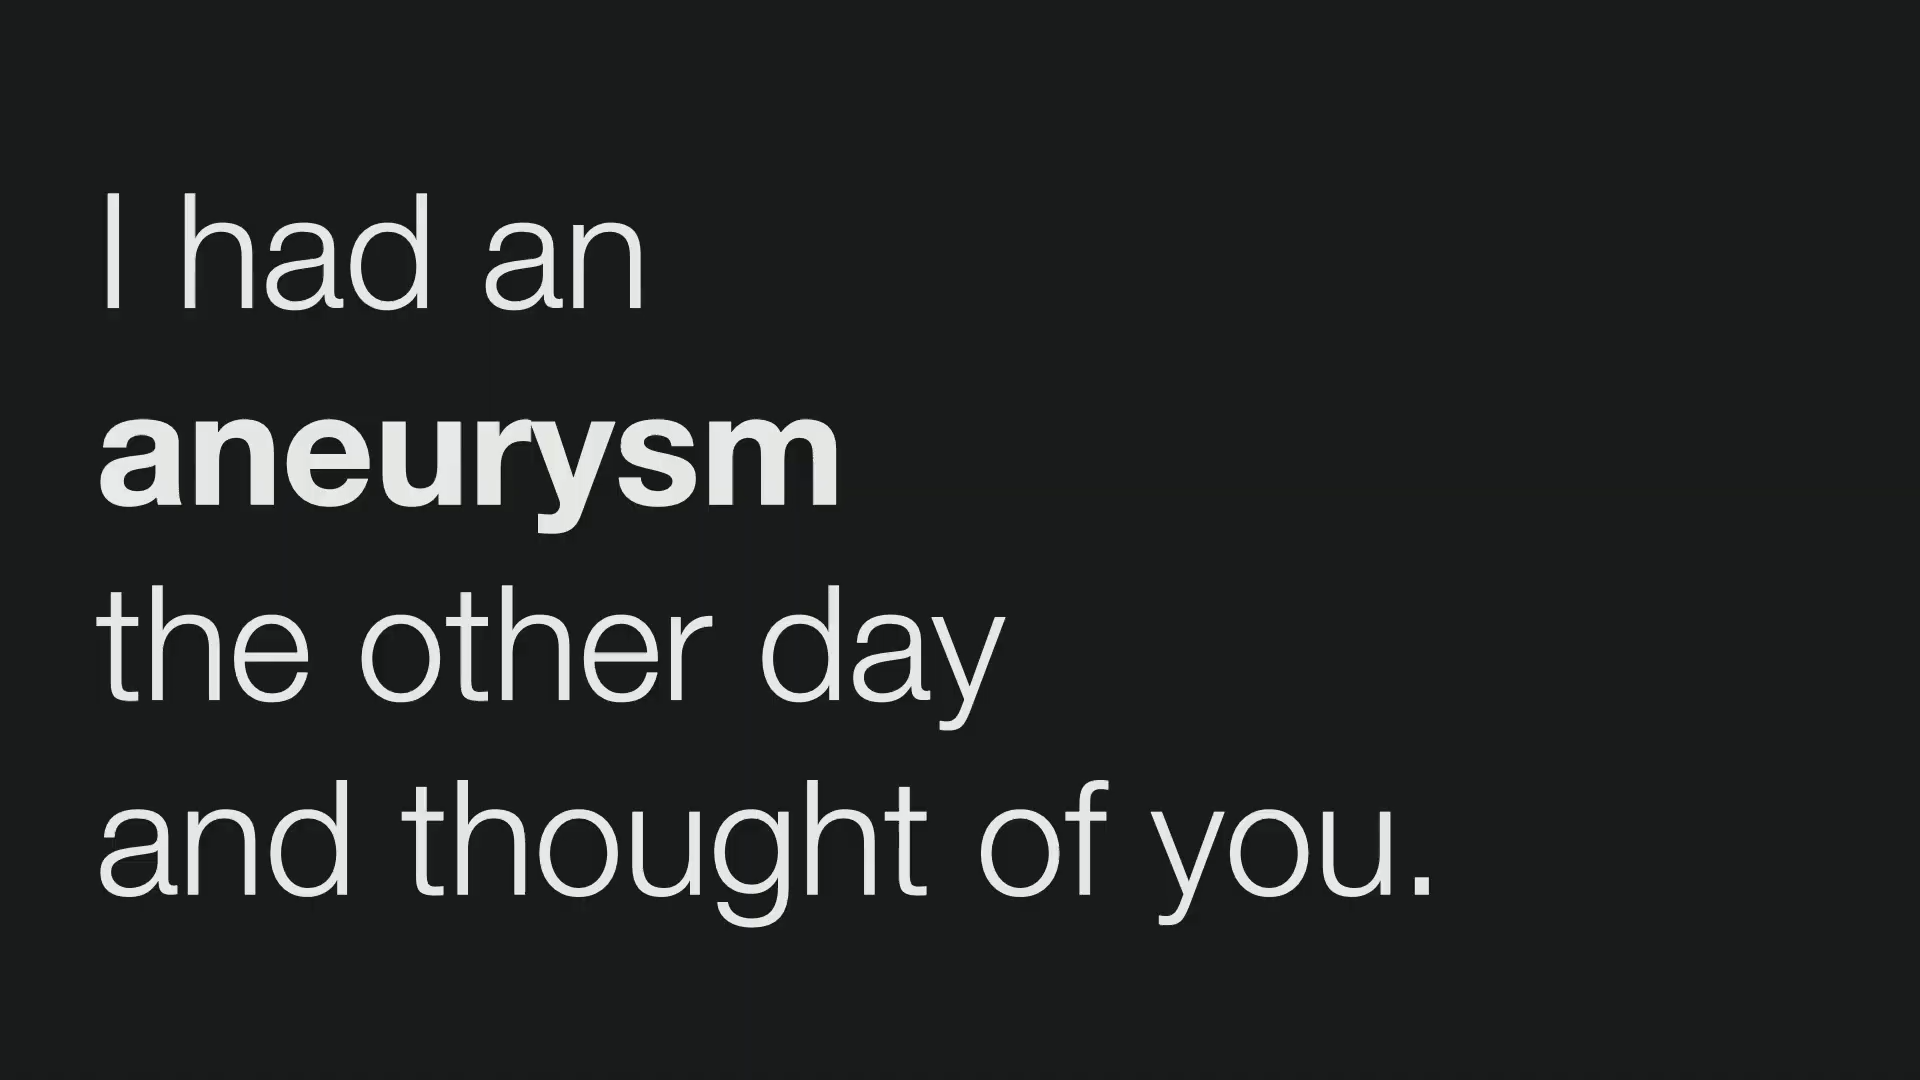 I had an
aneurysm
the other day
and thought of you.